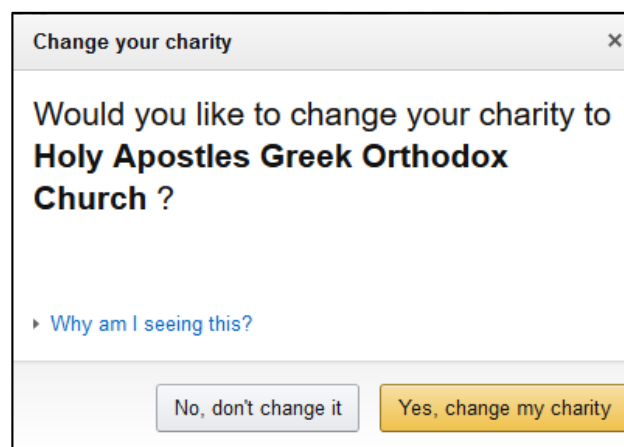 Change your charity
Would you like to change your charity to
Holy Apostles Greek Orthodox
Church ?
Why am I seeing this?
No, don't change it
Yes, change my charity